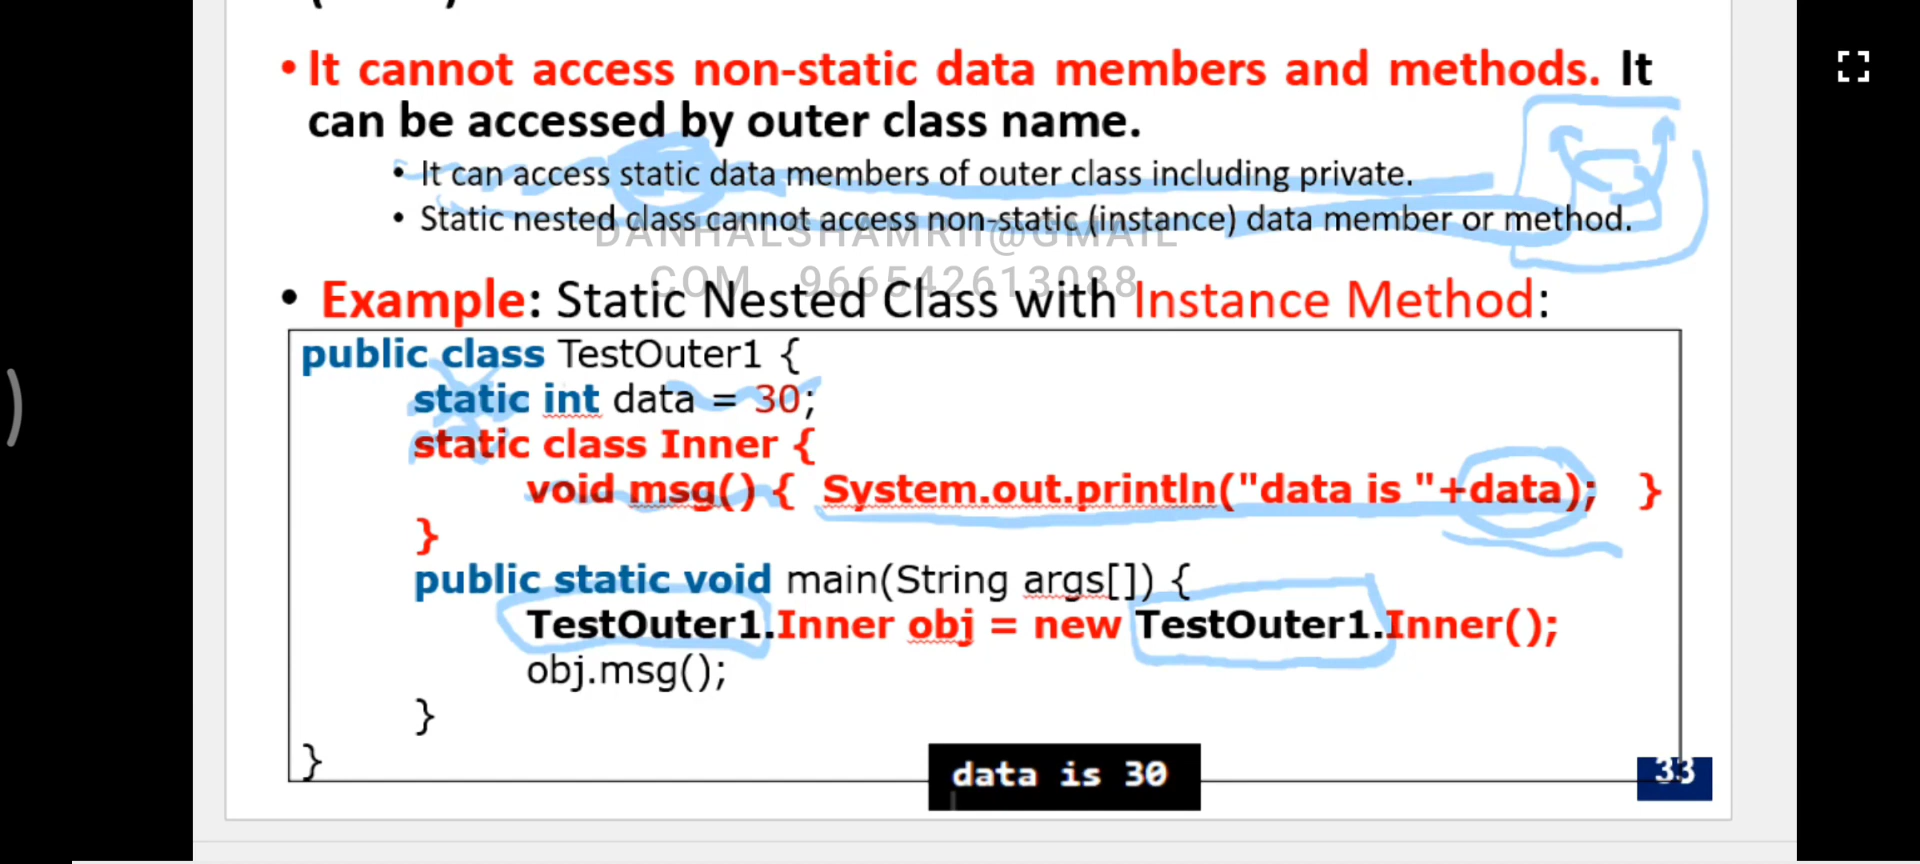 • It cannot access non-static data members and methods. It
can be accessed by outer class name.
• It can access static data members of outer class including private.
• Static nested class cannot access non-static (instance) data member or method.
DANHALSHAMRII@GMAIL
COM 966542613088
• Example: Static Nested Class with Instance Method:
public class TestOuter1 {
static int data = 30;
static class Inner {
void msg() { System.out.println("data is "+data); }
}
public static void main(String args[]) {
TestOuter1.Inner obj = new TestOuter1.Inner();
obj.msg();
}
}
data is 30
33